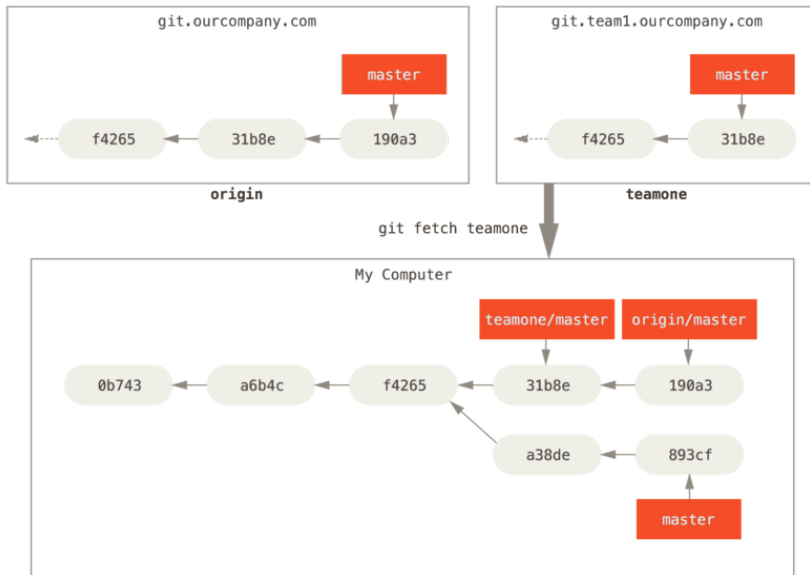 git.ourcompany.com
master
f4265 31b8e 190a3
origin
git.team1.ourcompany.com
master
f4265 31b8e
teamone
git fetch teamone
My Computer
teamone/master origin/master
0b743 a6b4c f4265 31b8e 190a3
a38de 893cf
master